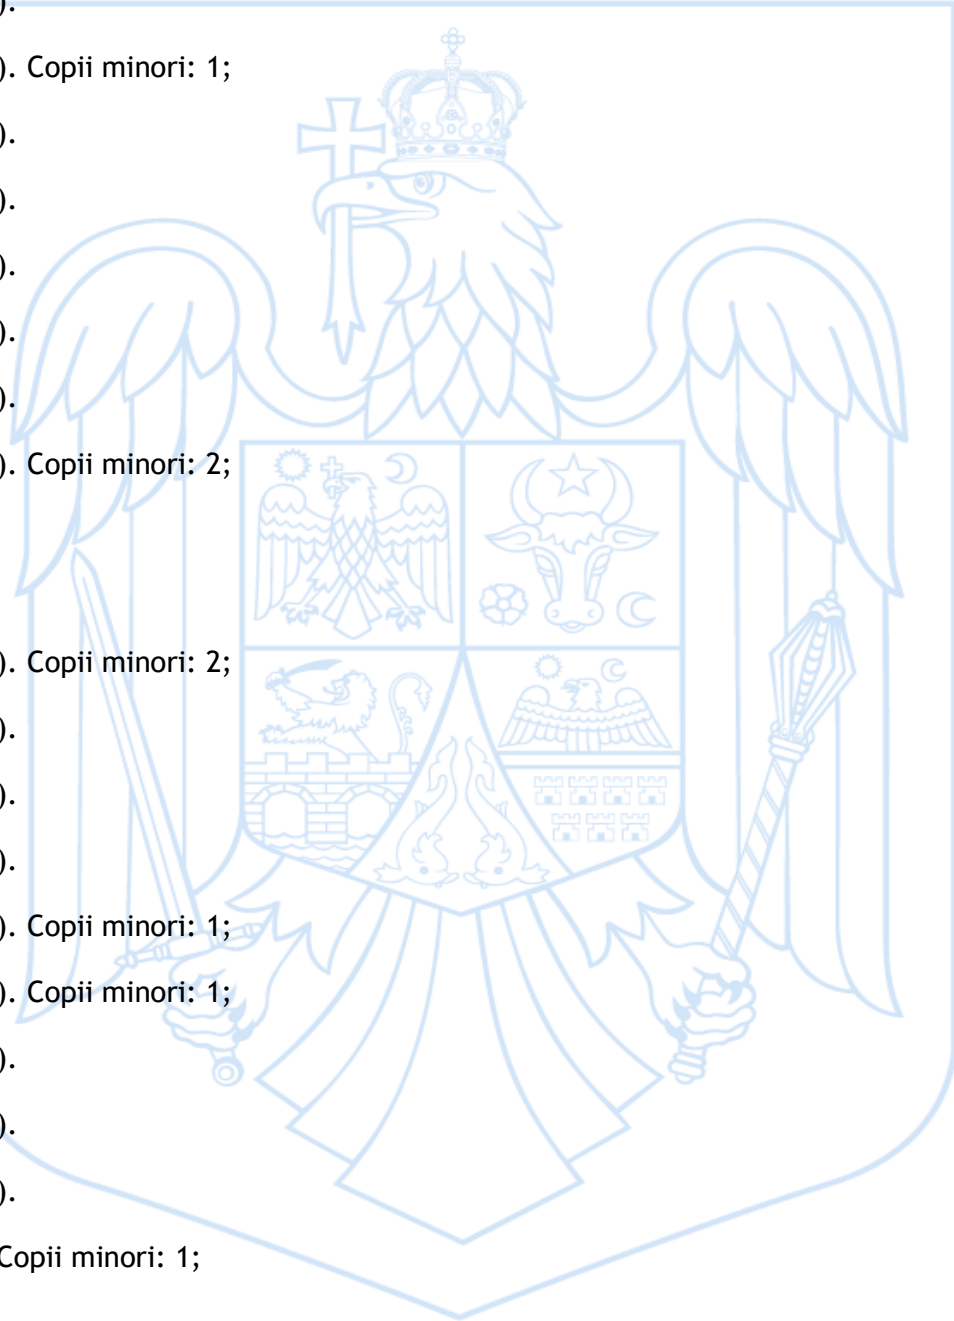 ).
). Copii minori: 1;
).
).
).
).
).
). Copii minori: 2;
). Copii minori: 2;
).
).
).
). Copii minori: 1;
). Copii minori: 1;
).
).
).
Copii minori: 1;